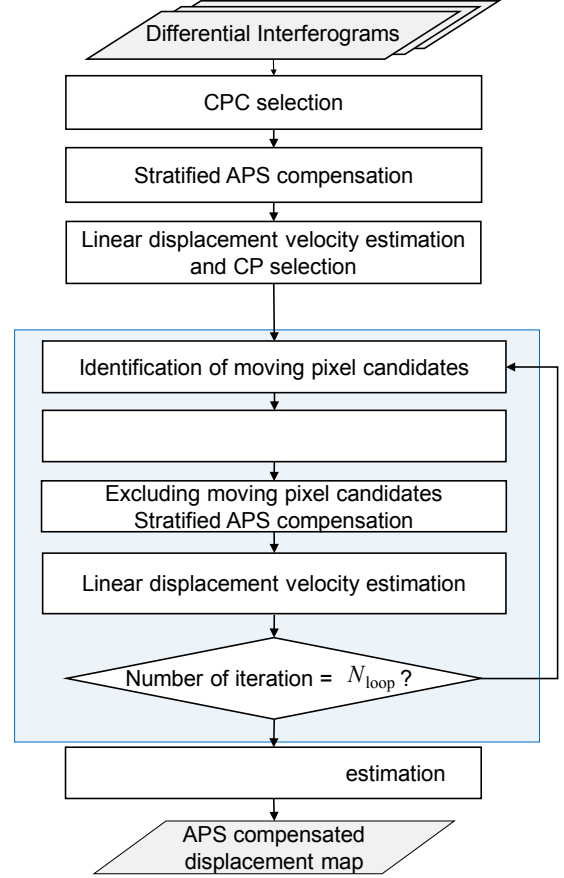 Differential Interferograms
CPC selection
Stratified APS compensation
Linear displacement velocity estimation
and CP selection
Identification of moving pixel candidates
Excluding moving pixel candidates
Stratified APS compensation
Linear displacement velocity estimation
Number of iteration = N_loop ?
estimation
APS compensated
displacement map